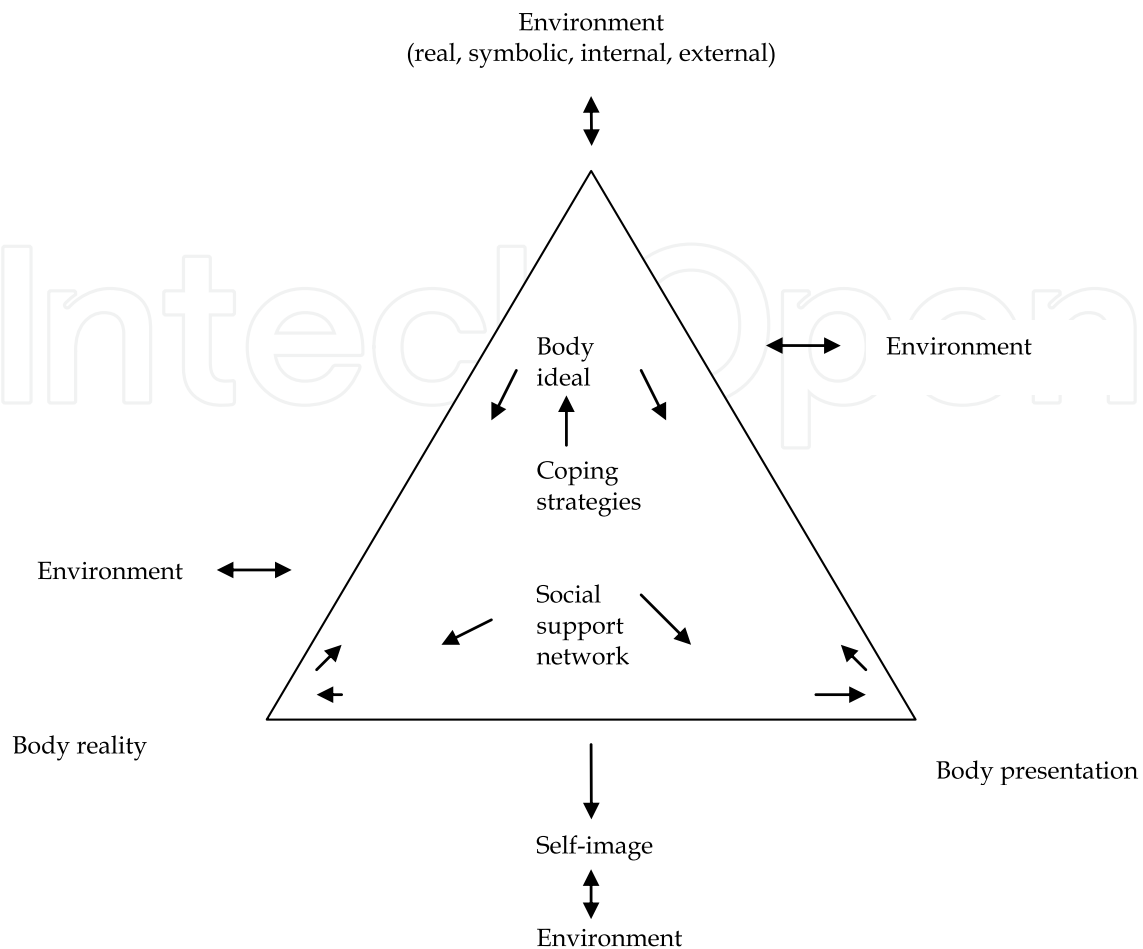 Environment
(real, symbolic, internal, external)
IntechOpen
Body
ideal
Environment
Coping
strategies
Environment
Social
support
network
Body reality
Body presentation
Self-image
Environment